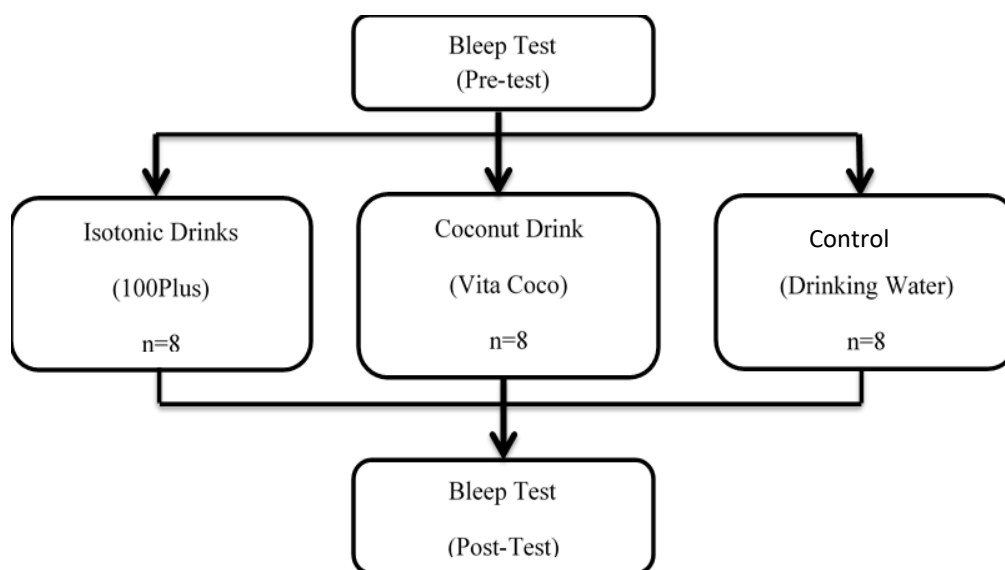 Bleep Test
(Pre-test)
Isotonic Drinks
(100Plus)
n=8
Coconut Drink
(Vita Coco)
n=8
Control
(Drinking Water)
n=8
Bleep Test
(Post-Test)